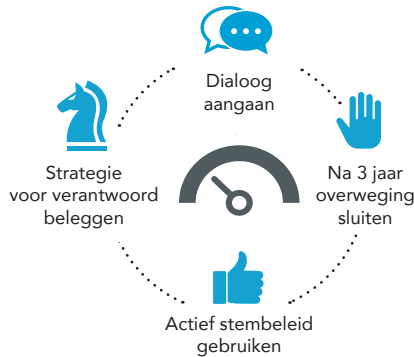 Dialoog
aangaan
Strategie
voor verantwoord
beleggen
Na 3 jaar
overweging
sluiten
Actief stembeleid
gebruiken